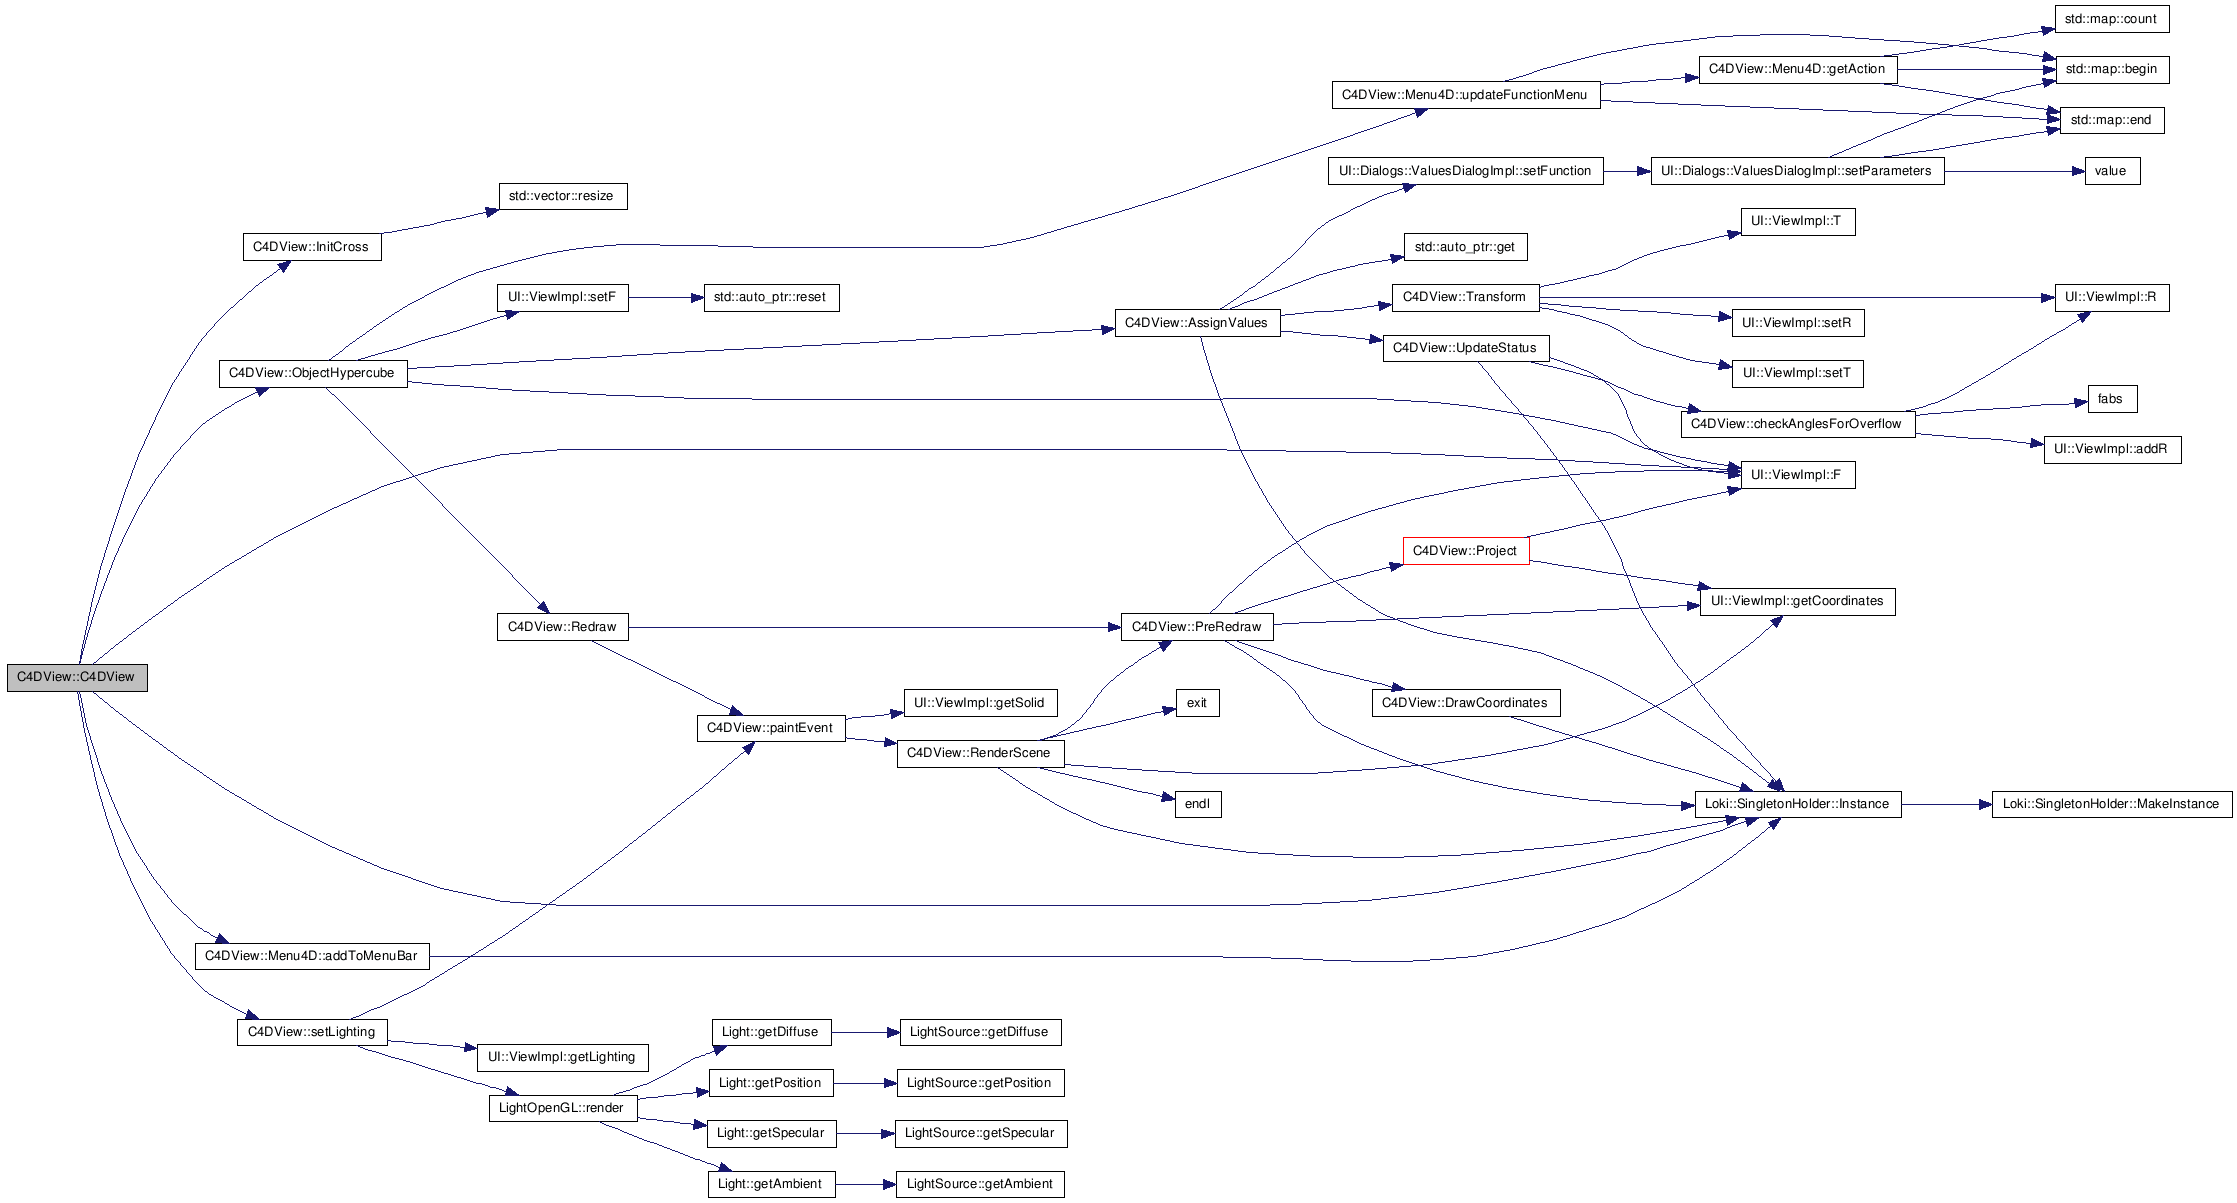 std::map::count
C4DView::Menu4D::getAction
std::map::begin
C4DView::Menu4D::updateFunctionMenu
std::map::end
UI::Dialogs::ValuesDialogImpl::setFunction
UI::Dialogs::ValuesDialogImpl::setParameters
value
std::vector::resize
UI::ViewImpl::T
C4DView::InitCross
std::auto_ptr::get
UI::ViewImpl::setF
std::auto_ptr::reset
C4DView::Transform
UI::ViewImpl::R
C4DView::AssignValues
UI::ViewImpl::setR
C4DView::UpdateStatus
C4DView::ObjectHypercube
UI::ViewImpl::setT
fabs
C4DView::checkAnglesForOverflow
UI::ViewImpl::addR
UI::ViewImpl::F
C4DView::Project
UI::ViewImpl::getCoordinates
C4DView::Redraw
C4DView::PreRedraw
C4DView::C4DView
UI::ViewImpl::getSolid
exit
C4DView::DrawCoordinates
C4DView::paintEvent
C4DView::RenderScene
endl
Loki::SingletonHolder::Instance
Loki::SingletonHolder::MakeInstance
C4DView::Menu4D::addToMenuBar
C4DView::setLighting
Light::getDiffuse
LightSource::getDiffuse
UI::ViewImpl::getLighting
Light::getPosition
LightSource::getPosition
LightOpenGL::render
Light::getSpecular
LightSource::getSpecular
Light::getAmbient
LightSource::getAmbient